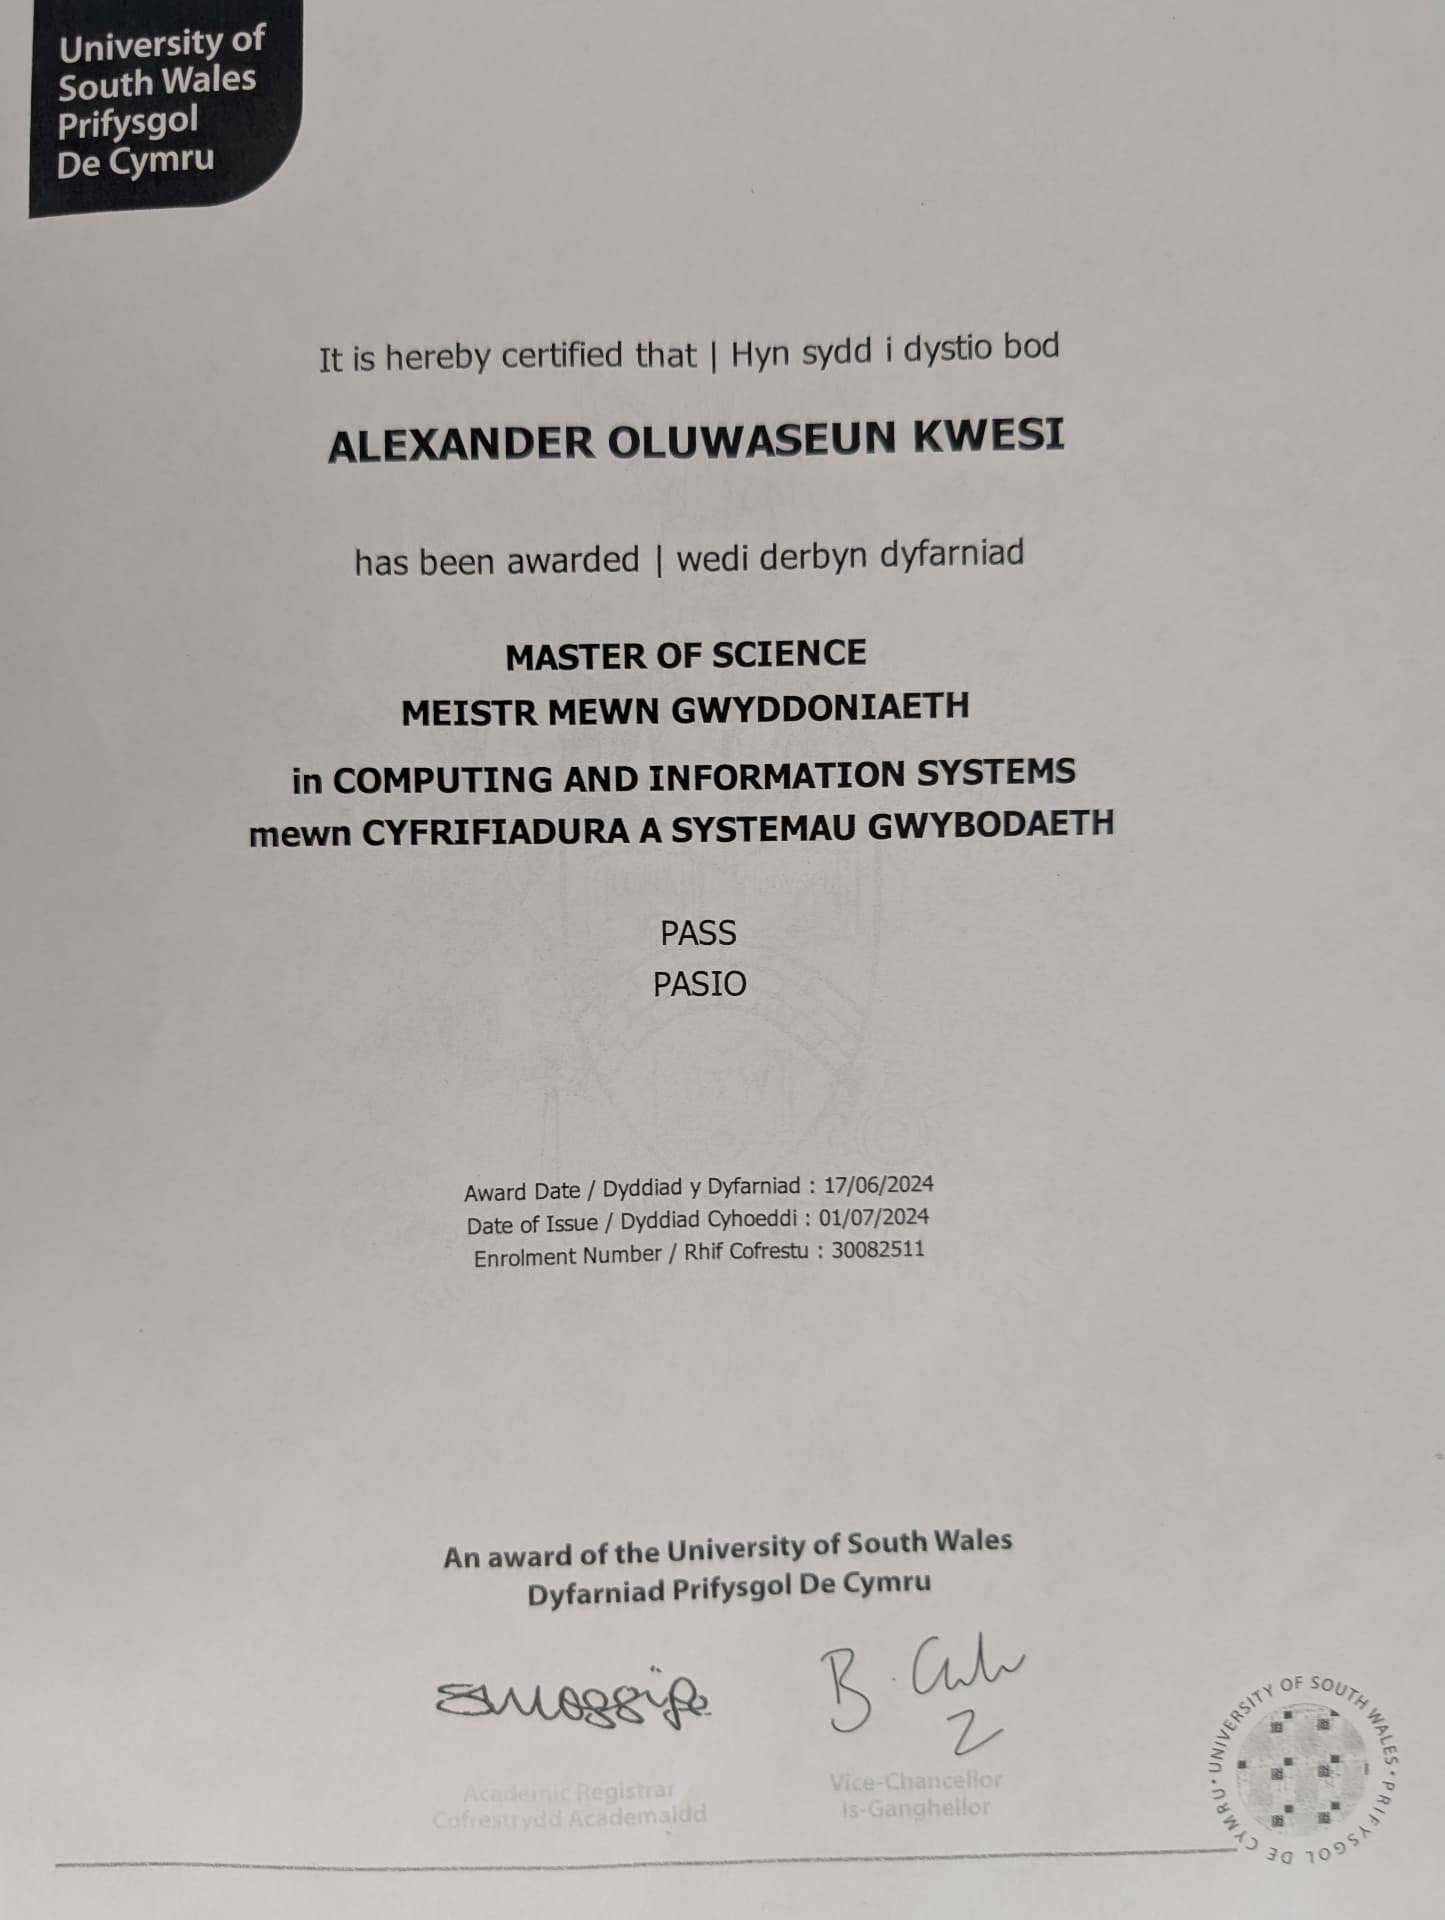 University of
South Wales
Prifysgol
De Cymru
It is hereby certified that | Hyn sydd i dystio bod
ALEXANDER OLUWASEUN KWESI
has been awarded | wedi derbyn dyfarniad
MASTER OF SCIENCE
MEISTR MEWN GWYDDONIAETH
in COMPUTING AND INFORMATION SYSTEMS
mewn CYFRIFIADURA A SYSTEMAU GWYBODAETH
PASS
PASIO
Award Date / Dyddiad y Dyfarniad : 17/06/2024
Date of Issue / Dyddiad Cyhoeddi : 01/07/2024
Enrolment Number / Rhif Cofrestu : 30082511
An award of the University of South Wales
Dyfarniad Prifysgol De Cymru
Academic Registrar
Cofrestrydd Academaidd
Vice-Chancellor
Is-Ganghellor
UNIVERSITY OF SOUTH WALES • PRIFYSGOL DE CYMRU •